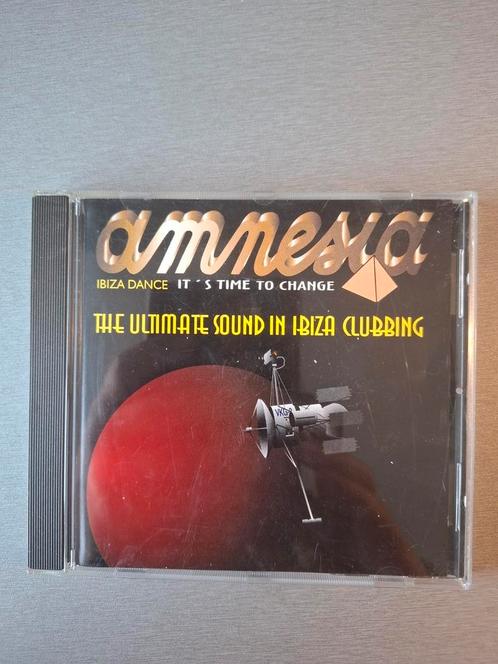 amnesia
IBIZA DANCE IT´S TIME TO CHANGE
THE ULTIMATE SOUND IN IBIZA CLUBBING